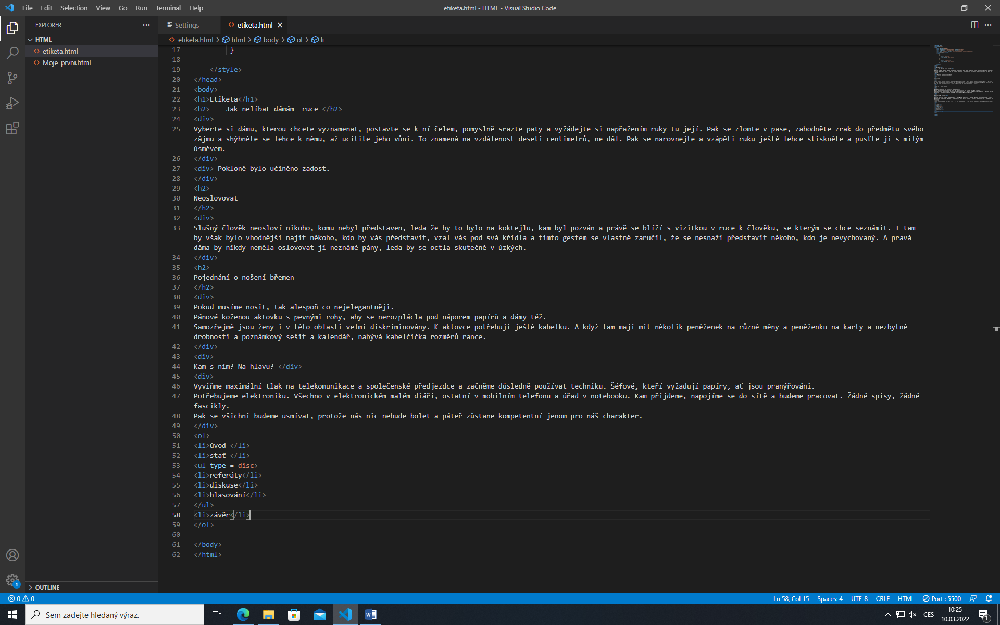 File Edit Selection View Go Run Terminal Help
etiketa.html - HTML - Visual Studio Code
EXPLORER
HTML
etiketa.html
Moje_prvni.html
OUTLINE
Settings
etiketa.html
etiketa.html > html > body > ol > li
17 }
18
19 </style>
20 </head>
21 <body>
22 <h1>Etiketa</h1>
23 <h2>    Jak nelíbat dámám  ruce </h2>
24 <div>
25 Vyberte si dámu, kterou chcete vyznamenat, postavte se k ní čelem, pomyslně srazte paty a vyžádejte si napřažením ruky tu její. Pak se zlomte v pase, zabodněte zrak do předmětu svého
zájmu a shýbněte se lehce k němu, až ucítíte jeho vůni. To znamená na vzdálenost deseti centimetrů, ne dál. Pak se narovnejte a vzápětí ruku ještě lehce stiskněte a pusťte ji s milým
úsměvem.
26 </div>
27 <div> Pokloně bylo učiněno zadost.
28 </div>
29 <h2>
30 Neoslovovat
31 </h2>
32 <div>
33 Slušný člověk neosloví nikoho, komu nebyl představen, leda že by to bylo na koktejlu, kam byl pozván a právě se blíží s vizitkou v ruce k člověku, se kterým se chce seznámit. I tam
by však bylo vhodnější najít někoho, kdo by vás představit, vzal vás pod svá křídla a tímto gestem se vlastně zaručil, že se nesnaží představit někoho, kdo je nevychovaný. A pravá
dáma by nikdy neměla oslovovat jí neznámé pány, leda by se octla skutečně v úzkých.
34 </div>
35 <h2>
36 Pojednání o nošení břemen
37 </h2>
38 <div>
39 Pokud musíme nosit, tak alespoň co nejelegantněji.
40 Pánové koženou aktovku s pevnými rohy, aby se nerozplácla pod náporem papírů a dámy též.
41 Samozřejmě jsou ženy i v této oblasti velmi diskriminovány. K aktovce potřebují ještě kabelku. A když tam mají mít několik peněženek na různé měny a peněženku na karty a nezbytné
drobnosti a poznámkový sešit a kalendář, nabývá kabelčička rozměrů rance.
42 </div>
43 <div>
44 Kam s ním? Na hlavu? </div>
45 <div>
46 Vyviňme maximální tlak na telekomunikace a společenské předjezdce a začněme důsledně používat techniku. Šéfové, kteří vyžadují papíry, ať jsou pranýřováni.
47 Potřebujeme elektroniku. Všechno v elektronickém malém diáři, ostatní v mobilním telefonu a úřad v notebooku. Kam přijdeme, napojíme se do sítě a budeme pracovat. Žádné spisy, žádné
fascikly.
48 Pak se všichni budeme usmívat, protože nás nic nebude bolet a páteř zůstane kompetentní jenom pro náš charakter.
49 </div>
50 <ol>
51 <li>úvod </li>
52 <li>stať </li>
53 <ul type = disc>
54 <li>referáty</li>
55 <li>diskuse</li>
56 <li>hlasování</li>
57 </ul>
58 <li>závěr</li>
59 </ol>
60
61 </body>
62 </html>
1
0 0
Ln 58, Col 15 Spaces: 4 UTF-8 CRLF HTML Port : 5500
Sem zadejte hledaný výraz.
CES
10:25
10.03.2022
1